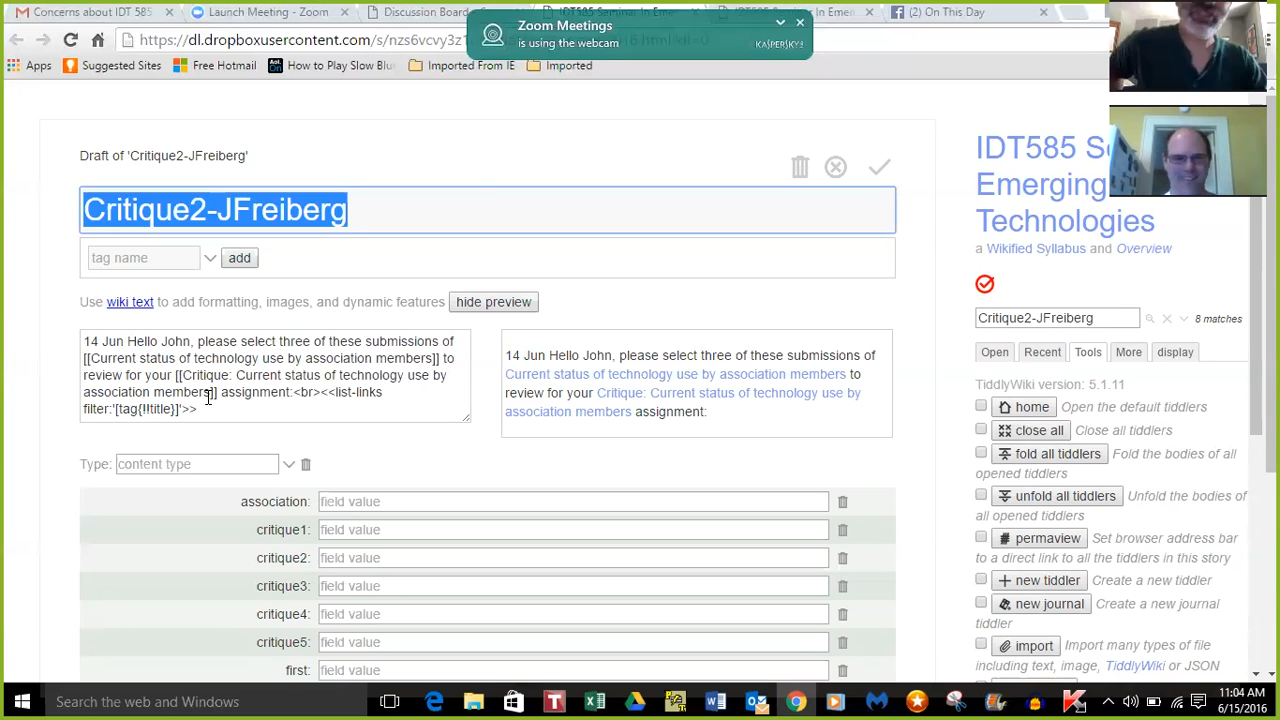 Concerns about IDT 585
Launch Meeting - Zoom
Discussion Board
IDT585 Seminar In Eme
IDT585 Seminar In Emer
(2) On This Day
Zoom Meetings
is using the webcam
KASPERSKY
https://dl.dropboxusercontent.com/s/nzs6vcvy3z1
Apps
Suggested Sites
Free Hotmail
Aol. On
How to Play Slow Blue
Imported From IE
Imported
Draft of 'Critique2-JFreiberg'
Critique2-JFreiberg
tag name
add
Use wiki text to add formatting, images, and dynamic features
hide preview
14 Jun Hello John, please select three of these submissions of
[[Current status of technology use by association members]] to
review for your [[Critique: Current status of technology use by
association members]] assignment:<br><<list-links
filter:'[tag{!!title}]'>>
14 Jun Hello John, please select three of these submissions of
Current status of technology use by association members to
review for your Critique: Current status of technology use by
association members assignment:
Type: content type
association: field value
critique1: field value
critique2: field value
critique3: field value
critique4: field value
critique5: field value
first: field value
IDT585 S
Emerging
Technologies
a Wikified Syllabus and Overview
Critique2-JFreiberg
8 matches
Open Recent Tools More display
TiddlyWiki version: 5.1.11
home Open the default tiddlers
close all Close all tiddlers
fold all tiddlers Fold the bodies of all
opened tiddlers
unfold all tiddlers Unfold the bodies of
all opened tiddlers
permaview Set browser address bar
to a direct link to all the tiddlers in this story
new tiddler Create a new tiddler
new journal Create a new journal
tiddler
import Import many types of file
including text, image, TiddlyWiki or JSON
Search the web and Windows
11:04 AM
6/15/2016